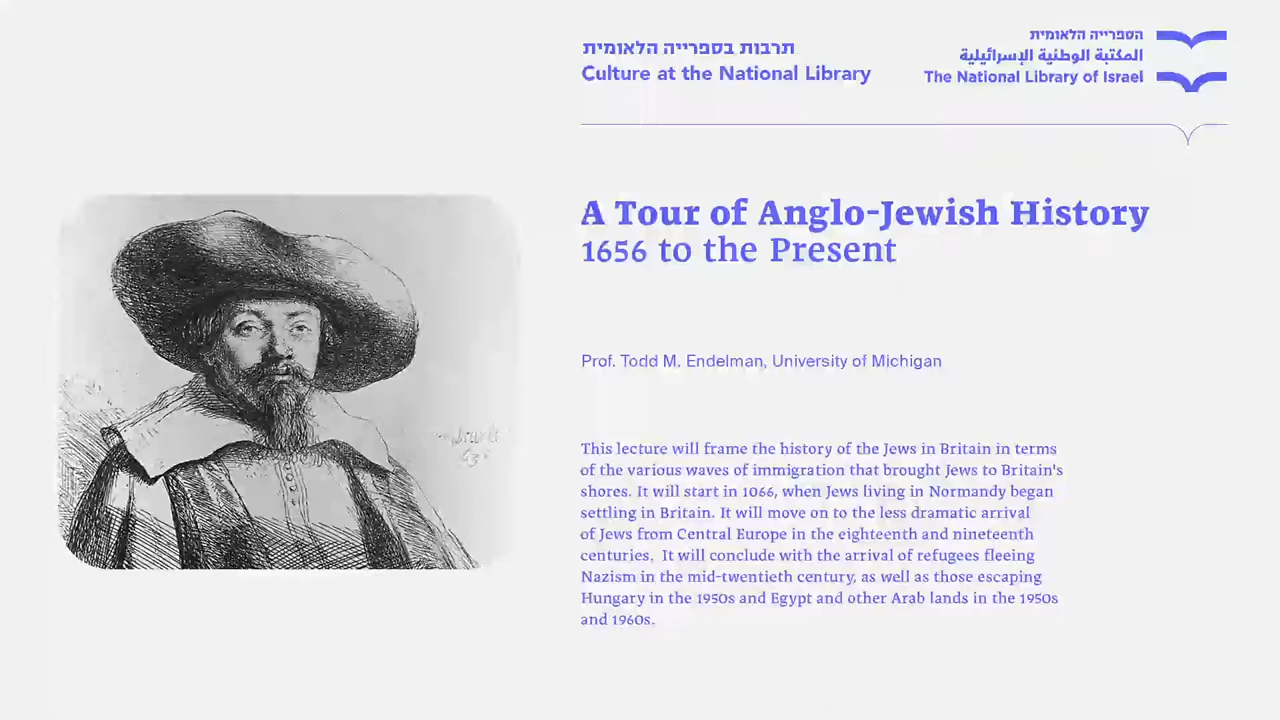 תרבות בספרייה הלאומית
Culture at the National Library
הספרייה הלאומית
المكتبة الوطنية الإسرائيلية
The National Library of Israel
A Tour of Anglo-Jewish History
1656 to the Present
Prof. Todd M. Endelman, University of Michigan
This lecture will frame the history of the Jews in Britain in terms
of the various waves of immigration that brought Jews to Britain's
shores. It will start in 1066, when Jews living in Normandy began
settling in Britain. It will move on to the less dramatic arrival
of Jews from Central Europe in the eighteenth and nineteenth
centuries. It will conclude with the arrival of refugees fleeing
Nazism in the mid-twentieth century, as well as those escaping
Hungary in the 1950s and Egypt and other Arab lands in the 1950s
and 1960s.